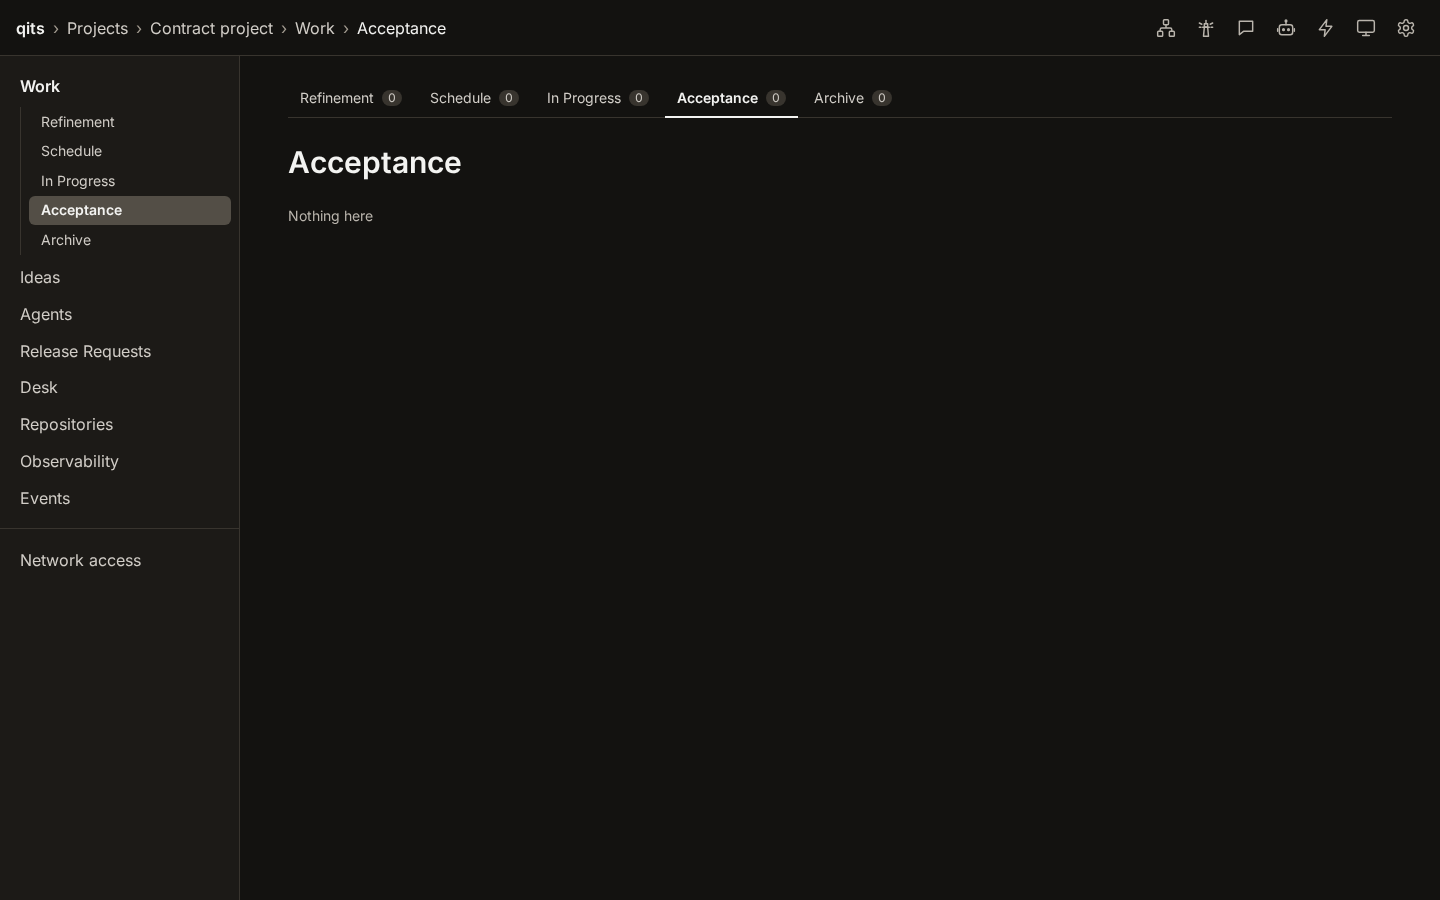 qits › Projects › Contract project › Work › Acceptance
Work
Refinement
Schedule
In Progress
Acceptance
Archive
Ideas
Agents
Release Requests
Desk
Repositories
Observability
Events
Network access
Refinement 0 Schedule 0 In Progress 0 Acceptance 0 Archive 0
Acceptance
Nothing here